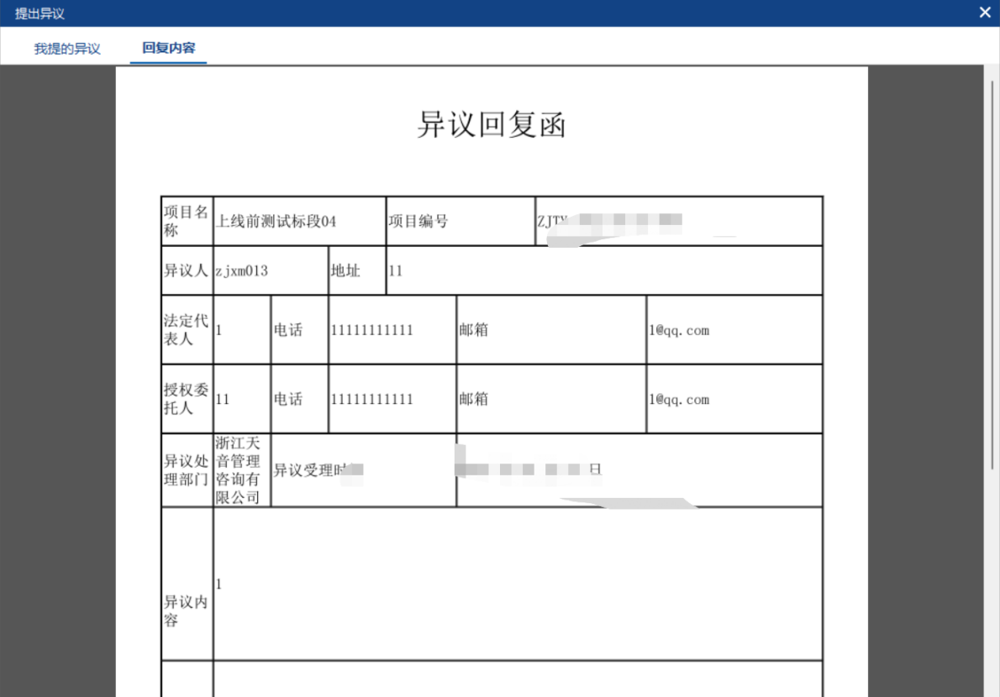 提出异议
我提的异议 回复内容
异议回复函
项目名
称
上线前测试标段04 项目编号
异议人 zjxm013 地址 11
法定代
表人
1 电话 11111111111 邮箱 1@qq.com
授权委
托人
11 电话 11111111111 邮箱 1@qq.com
异议处
理部门
浙江天
音管理
咨询有
限公司
异议受理时
日
1
异议内
容